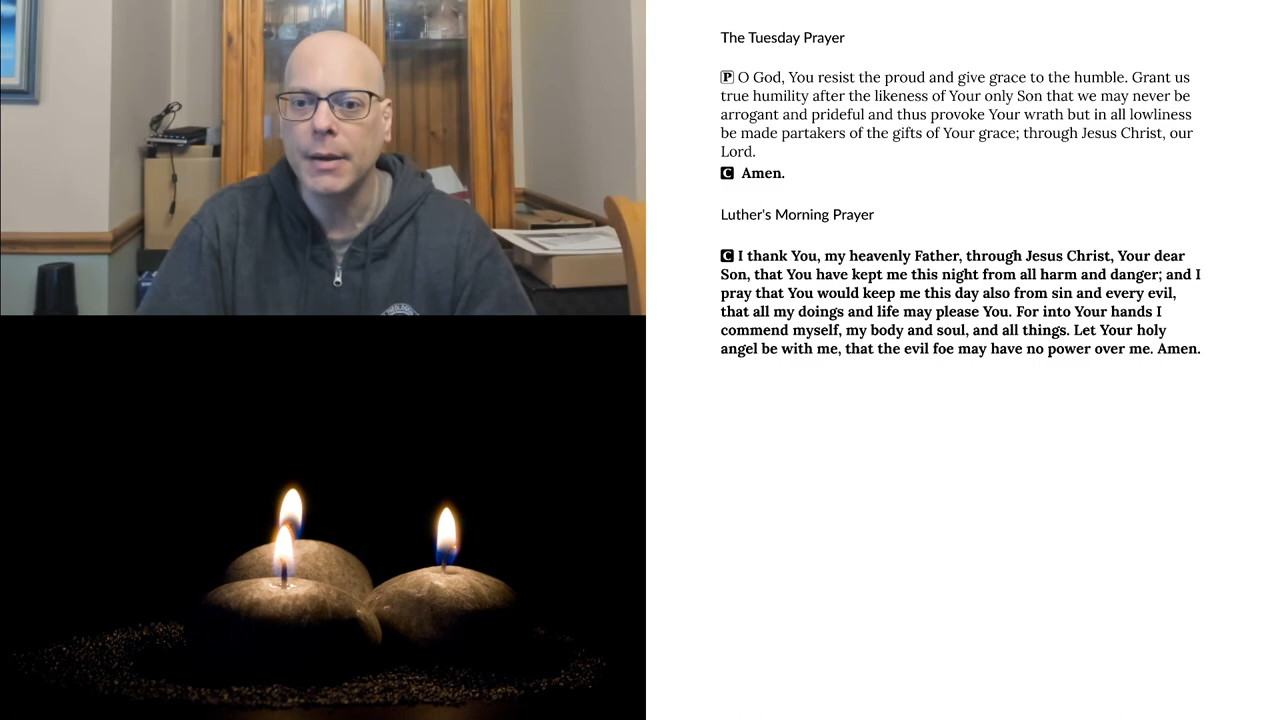 The Tuesday Prayer
P O God, You resist the proud and give grace to the humble. Grant us
true humility after the likeness of Your only Son that we may never be
arrogant and prideful and thus provoke Your wrath but in all lowliness
be made partakers of the gifts of Your grace; through Jesus Christ, our
Lord.
C Amen.
Luther's Morning Prayer
C I thank You, my heavenly Father, through Jesus Christ, Your dear
Son, that You have kept me this night from all harm and danger; and I
pray that You would keep me this day also from sin and every evil,
that all my doings and life may please You. For into Your hands I
commend myself, my body and soul, and all things. Let Your holy
angel be with me, that the evil foe may have no power over me. Amen.